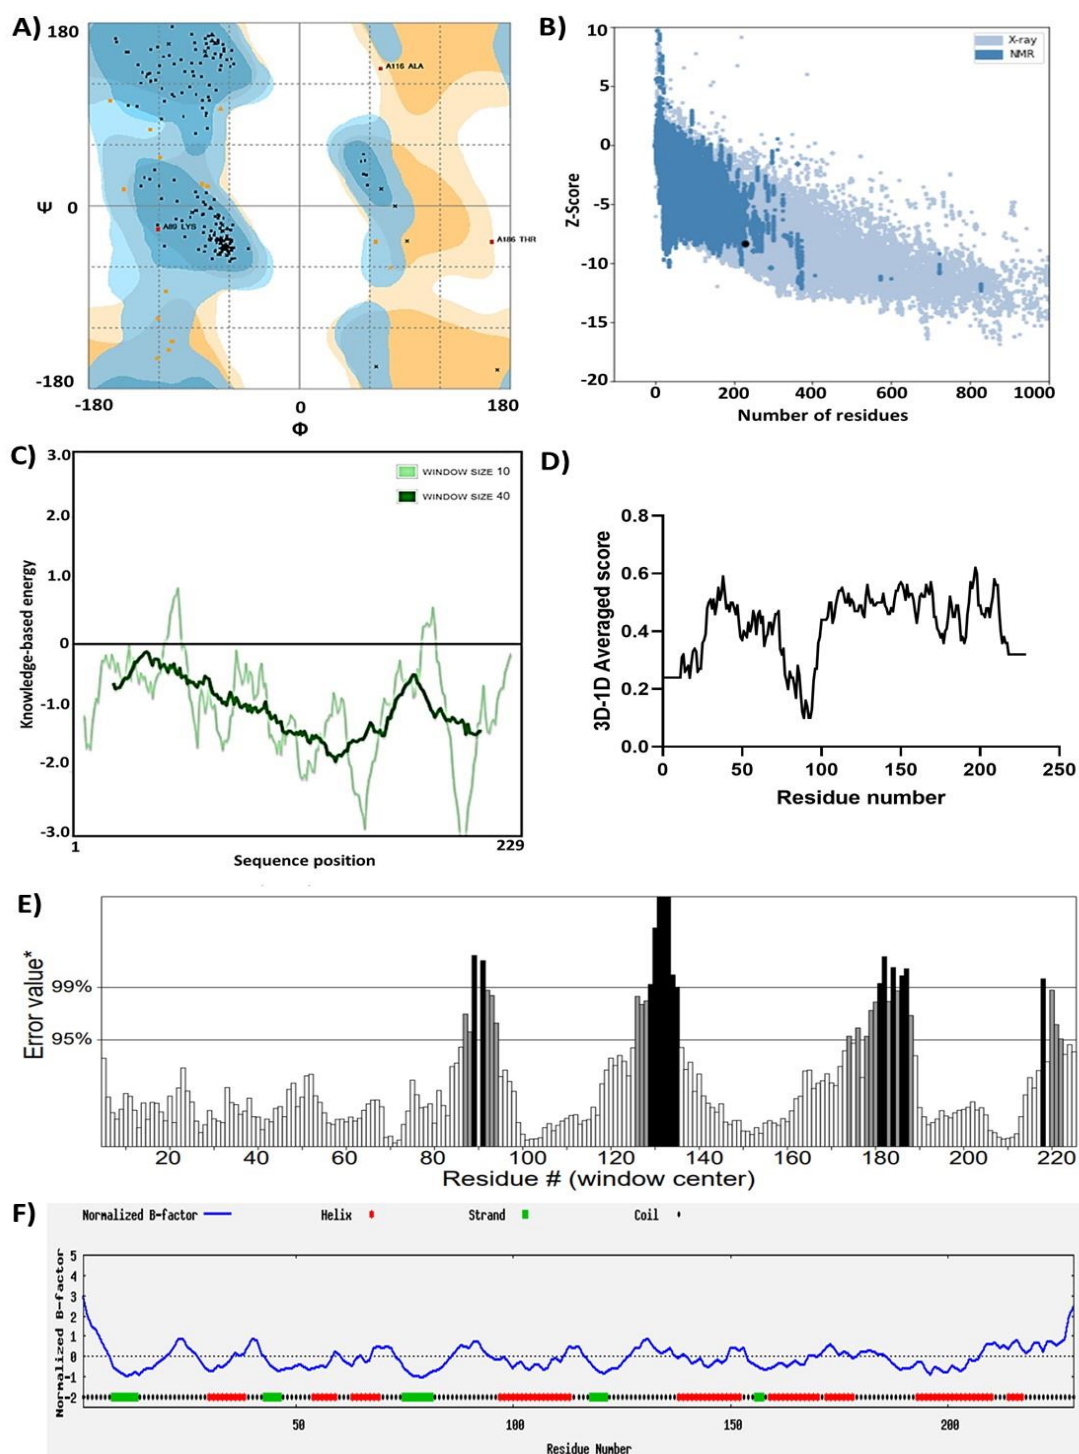 A)
180
Ψ 0
-180
-180 0 180
Φ
A116 ALA
A89 LYS
A186 THR
B)
10
5
0
-5
-10
-15
-20
Z-Score
X-ray
NMR
0 200 400 600 800 1000
Number of residues
C)
3.0
2.0
1.0
0
-1.0
-2.0
-3.0
Knowledge-based energy
WINDOW SIZE 10
WINDOW SIZE 40
1 229
Sequence position
D)
0.8
0.6
0.4
0.2
0.0
3D-1D Averaged score
0 50 100 150 200 250
Residue number
E)
Error value*
99%
95%
20 40 60 80 100 120 140 160 180 200 220
Residue # (window center)
F)
Normalized B-factor Helix Strand Coil
Normalized B-factor
5
4
3
2
1
0
-1
-2
50 100 150 200
Residue Number